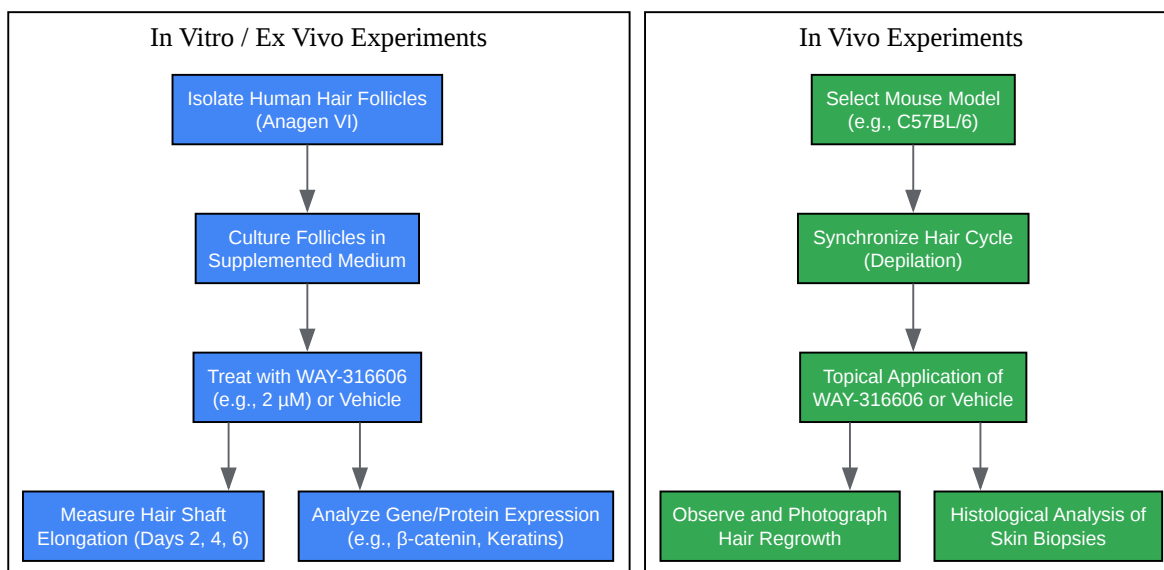 In Vitro / Ex Vivo Experiments
Isolate Human Hair Follicles
(Anagen VI)
Culture Follicles in
Supplemented Medium
Treat with WAY-316606
(e.g., 2 µM) or Vehicle
Measure Hair Shaft
Elongation (Days 2, 4, 6)
Analyze Gene/Protein Expression
(e.g., β-catenin, Keratins)
In Vivo Experiments
Select Mouse Model
(e.g., C57BL/6)
Synchronize Hair Cycle
(Depilation)
Topical Application of
WAY-316606 or Vehicle
Observe and Photograph
Hair Regrowth
Histological Analysis of
Skin Biopsies